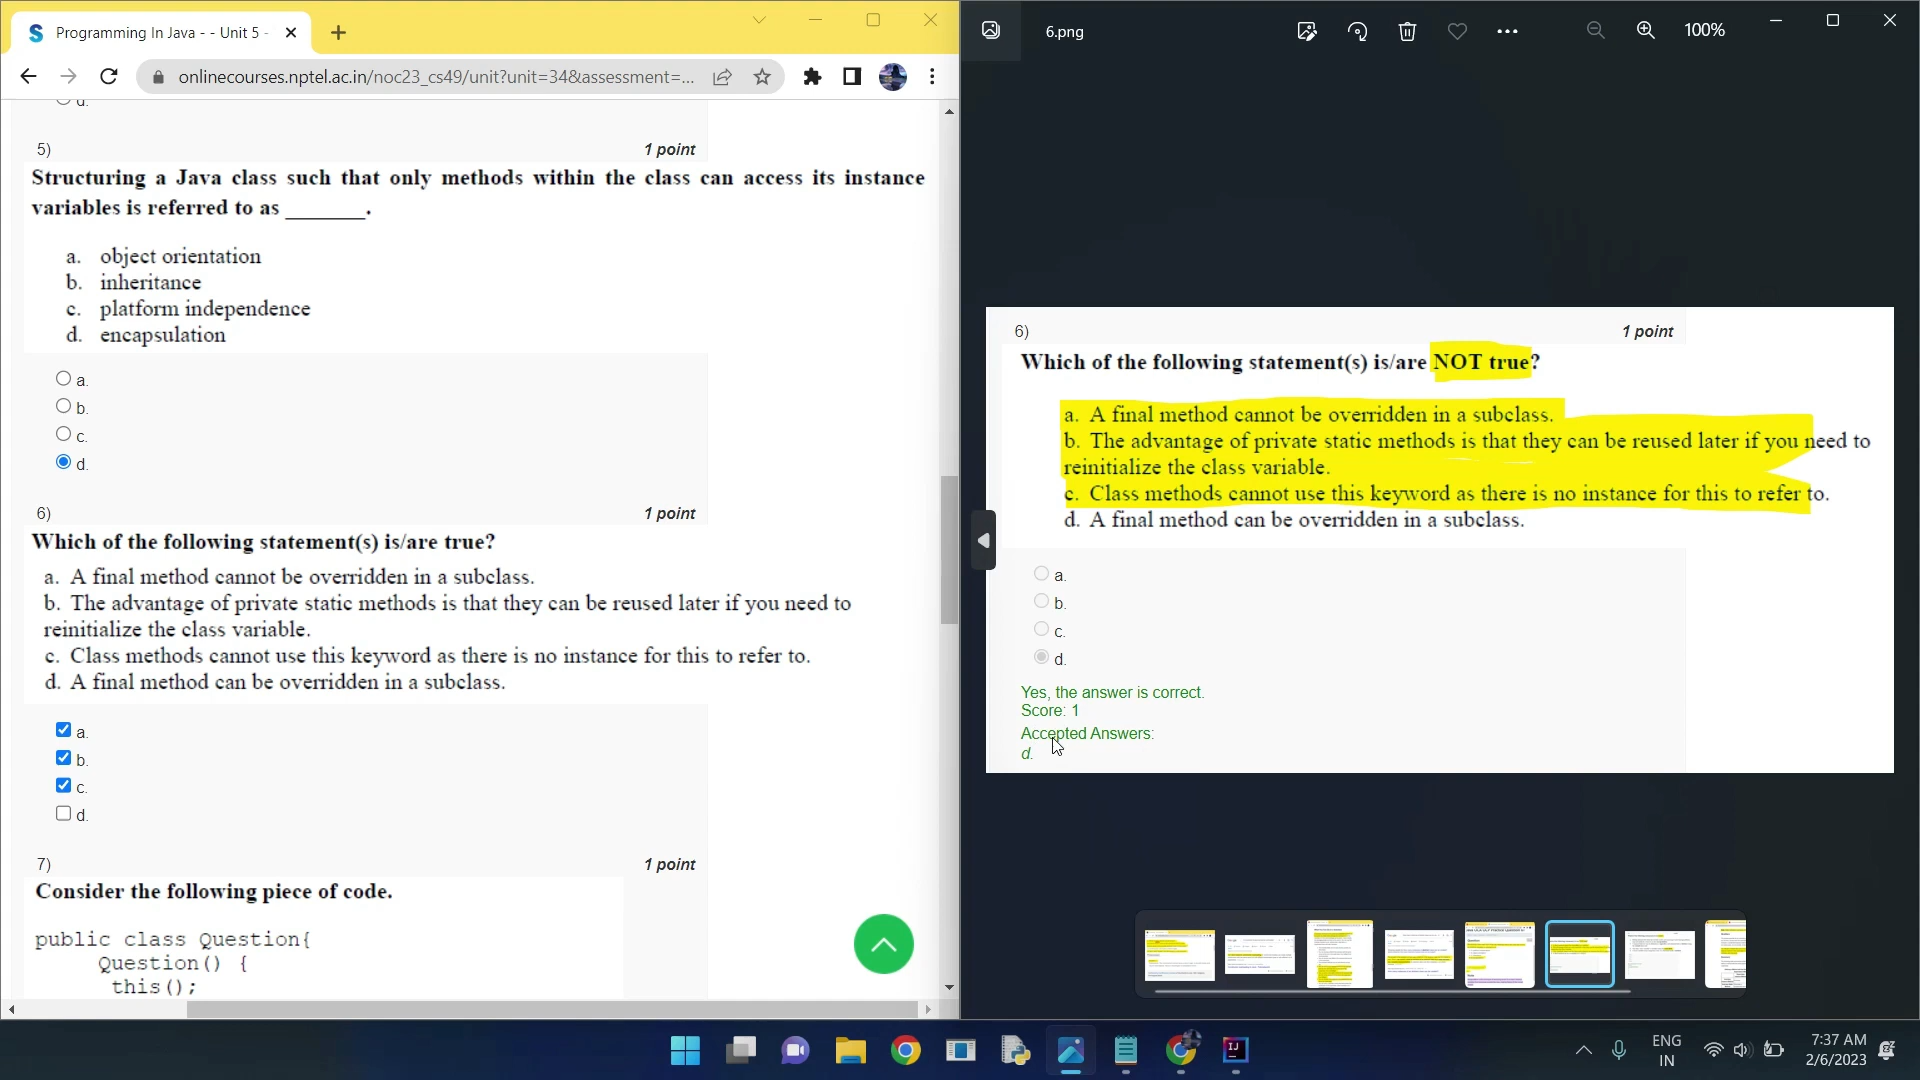 Programming In Java - - Unit 5 -
onlinecourses.nptel.ac.in/noc23_cs49/unit?unit=34&assessment=...
d.
5)
1 point
Structuring a Java class such that only methods within the class can access its instance
variables is referred to as ________.
a. object orientation
b. inheritance
c. platform independence
d. encapsulation
a.
b.
c.
d.
6)
1 point
Which of the following statement(s) is/are true?
a. A final method cannot be overridden in a subclass.
b. The advantage of private static methods is that they can be reused later if you need to
reinitialize the class variable.
c. Class methods cannot use this keyword as there is no instance for this to refer to.
d. A final method can be overridden in a subclass.
a.
b.
c.
d.
7)
1 point
Consider the following piece of code.
public class Question{
Question() {
this();
6.png
100%
6)
1 point
Which of the following statement(s) is/are NOT true?
a. A final method cannot be overridden in a subclass.
b. The advantage of private static methods is that they can be reused later if you need to
reinitialize the class variable.
c. Class methods cannot use this keyword as there is no instance for this to refer to.
d. A final method can be overridden in a subclass.
a.
b.
c.
d.
Yes, the answer is correct.
Score: 1
Accepted Answers:
d.
ENG
IN
7:37 AM
2/6/2023